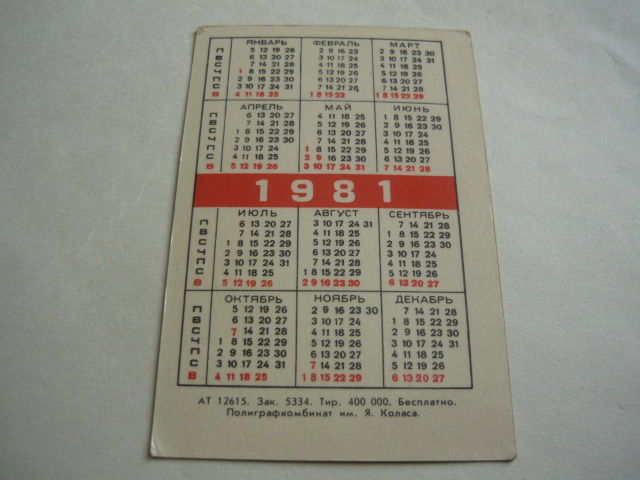 ЯНВАРЬ ФЕВРАЛЬ МАРТ
П 5 12 19 26 2 9 16 23 2 9 16 23 30
В 6 13 20 27 3 10 17 24 3 10 17 24 31
С 7 14 21 28 4 11 18 25 4 11 18 25
Ч 1 8 15 22 29 5 12 19 26 5 12 19 26
П 2 9 16 23 30 6 13 20 27 6 13 20 27
С 3 10 17 24 31 7 14 21 28 7 14 21 28
В 4 11 18 25 1 8 15 22 1 8 15 22 29
АПРЕЛЬ МАЙ ИЮНЬ
П 6 13 20 27 4 11 18 25 1 8 15 22 29
В 7 14 21 28 5 12 19 26 2 9 16 23 30
С 1 8 15 22 29 6 13 20 27 3 10 17 24
Ч 2 9 16 23 30 7 14 21 28 4 11 18 25
П 3 10 17 24 1 8 15 22 29 5 12 19 26
С 4 11 18 25 2 9 16 23 30 6 13 20 27
В 5 12 19 26 3 10 17 24 31 7 14 21 28
1981
ИЮЛЬ АВГУСТ СЕНТЯБРЬ
П 6 13 20 27 3 10 17 24 31 7 14 21 28
В 7 14 21 28 4 11 18 25 1 8 15 22 29
С 1 8 15 22 29 5 12 19 26 2 9 16 23 30
Ч 2 9 16 23 30 6 13 20 27 3 10 17 24
П 3 10 17 24 31 7 14 21 28 4 11 18 25
С 4 11 18 25 1 8 15 22 29 5 12 19 26
В 5 12 19 26 2 9 16 23 30 6 13 20 27
ОКТЯБРЬ НОЯБРЬ ДЕКАБРЬ
П 5 12 19 26 2 9 16 23 30 7 14 21 28
В 6 13 20 27 3 10 17 24 1 8 15 22 29
С 7 14 21 28 4 11 18 25 2 9 16 23 30
Ч 1 8 15 22 29 5 12 19 26 3 10 17 24 31
П 2 9 16 23 30 6 13 20 27 4 11 18 25
С 3 10 17 24 31 7 14 21 28 5 12 19 26
В 4 11 18 25 1 8 15 22 29 6 13 20 27
АТ 12615. Зак. 5334. Тир. 400 000. Бесплатно.
Полиграфкомбинат им. Я. Коласа.